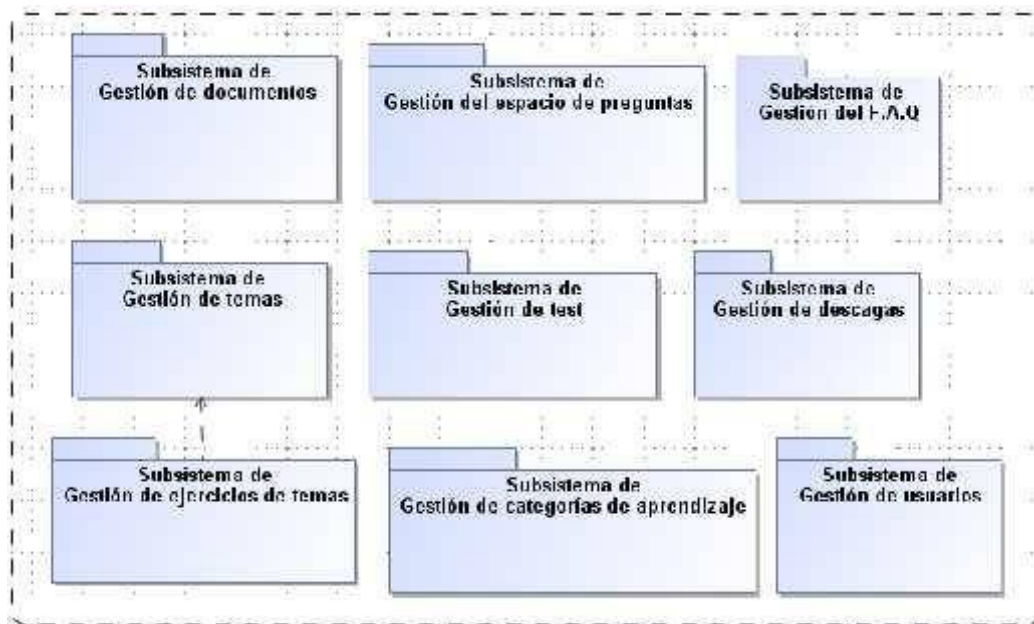 Subsistema de
Gestión de documentos
Subsistema de
Gestión del espacio de preguntas
Subsistema de
Gestión del F.A.Q
Subsistema de
Gestión de temas
Subsistema de
Gestión de test
Subsistema de
Gestión de descagas
Subsistema de
Gestión de ejercicios de temas
Subsistema de
Gestión de categorías de aprendizaje
Subsistema de
Gestión de usuarios